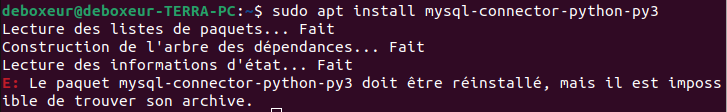 deboxeur@deboxeur-TERRA-PC:~$ sudo apt install mysql-connector-python-py3
Lecture des listes de paquets... Fait
Construction de l'arbre des dépendances... Fait
Lecture des informations d'état... Fait
E: Le paquet mysql-connector-python-py3 doit être réinstallé, mais il est imposs
ible de trouver son archive.